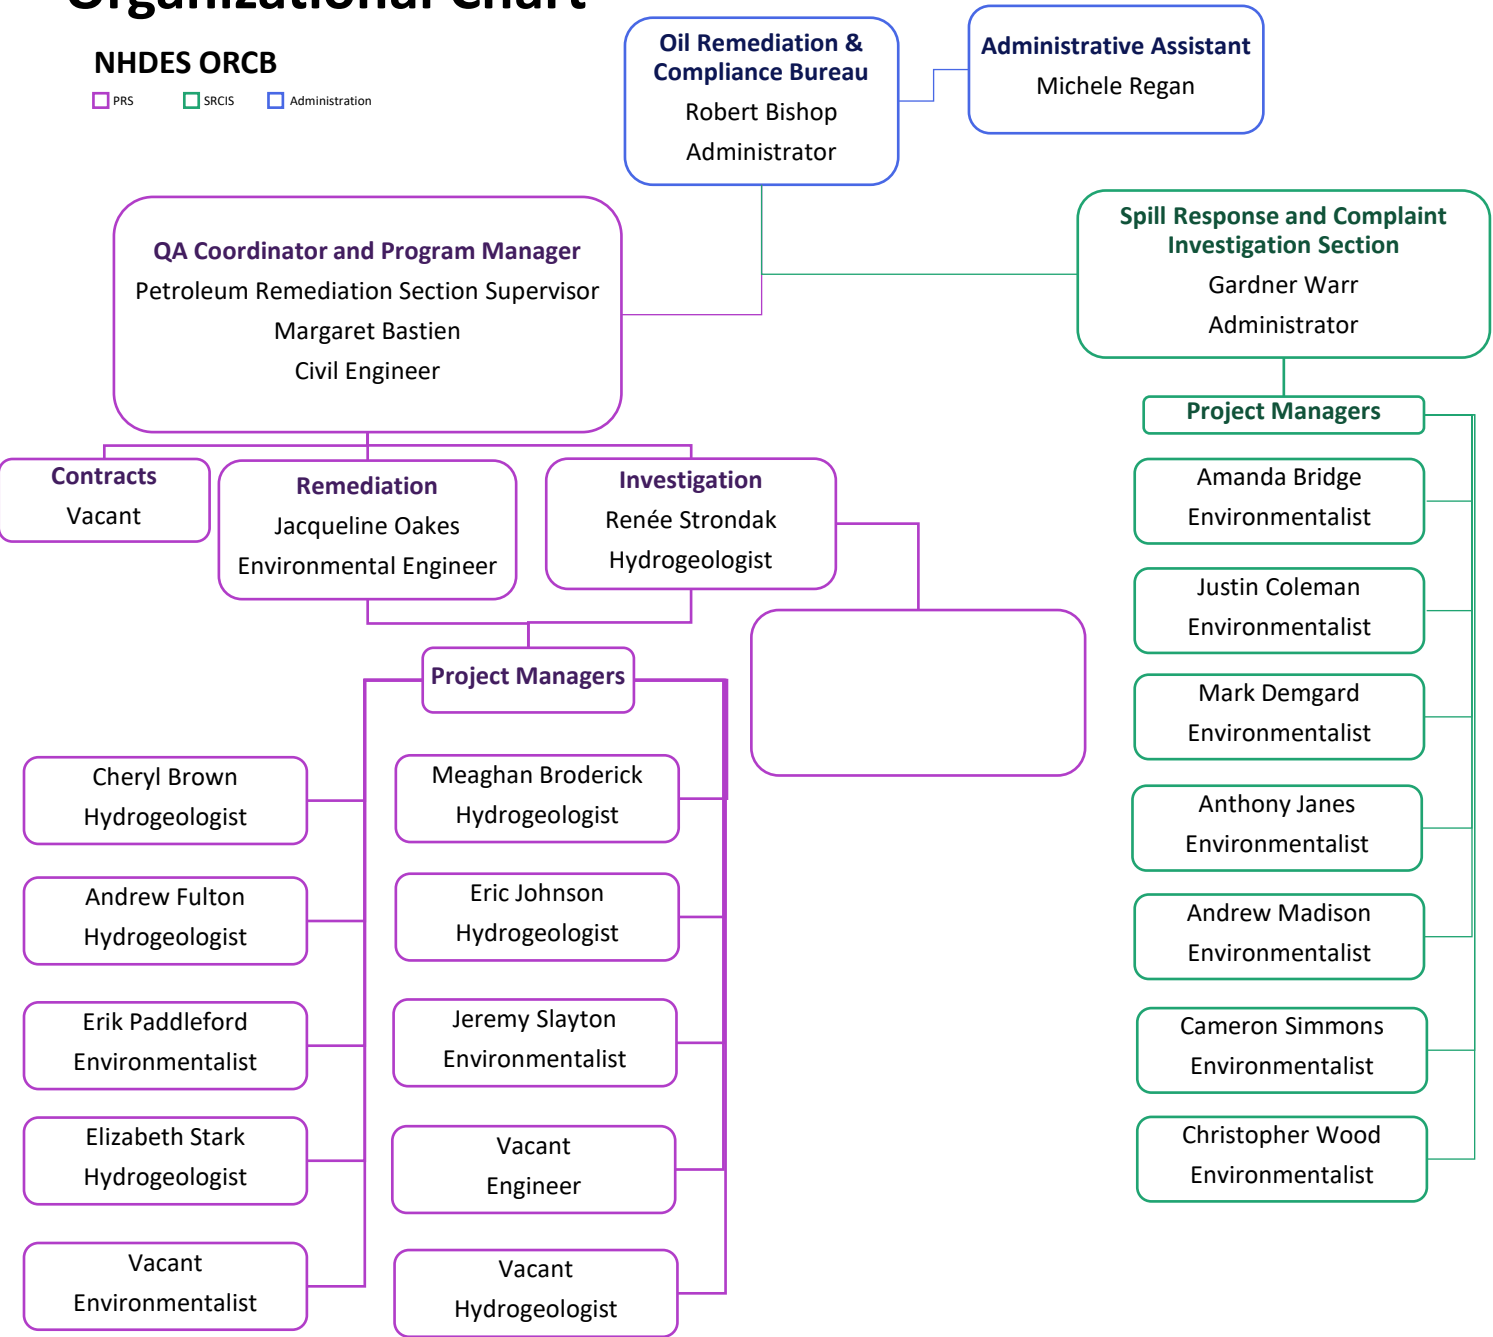 Organizational Chart
NHDES ORCB
PRS
SRCIS
Administration
Oil Remediation &
Compliance Bureau
Robert Bishop
Administrator
Administrative Assistant
Michele Regan
QA Coordinator and Program Manager
Petroleum Remediation Section Supervisor
Margaret Bastien
Civil Engineer
Spill Response and Complaint
Investigation Section
Gardner Warr
Administrator
Contracts
Vacant
Remediation
Jacqueline Oakes
Environmental Engineer
Investigation
Renée Strondak
Hydrogeologist
Project Managers
Cheryl Brown
Hydrogeologist
Andrew Fulton
Hydrogeologist
Erik Paddleford
Environmentalist
Elizabeth Stark
Hydrogeologist
Vacant
Environmentalist
Meaghan Broderick
Hydrogeologist
Eric Johnson
Hydrogeologist
Jeremy Slayton
Environmentalist
Vacant
Engineer
Vacant
Hydrogeologist
Project Managers
Amanda Bridge
Environmentalist
Justin Coleman
Environmentalist
Mark Demgard
Environmentalist
Anthony Janes
Environmentalist
Andrew Madison
Environmentalist
Cameron Simmons
Environmentalist
Christopher Wood
Environmentalist